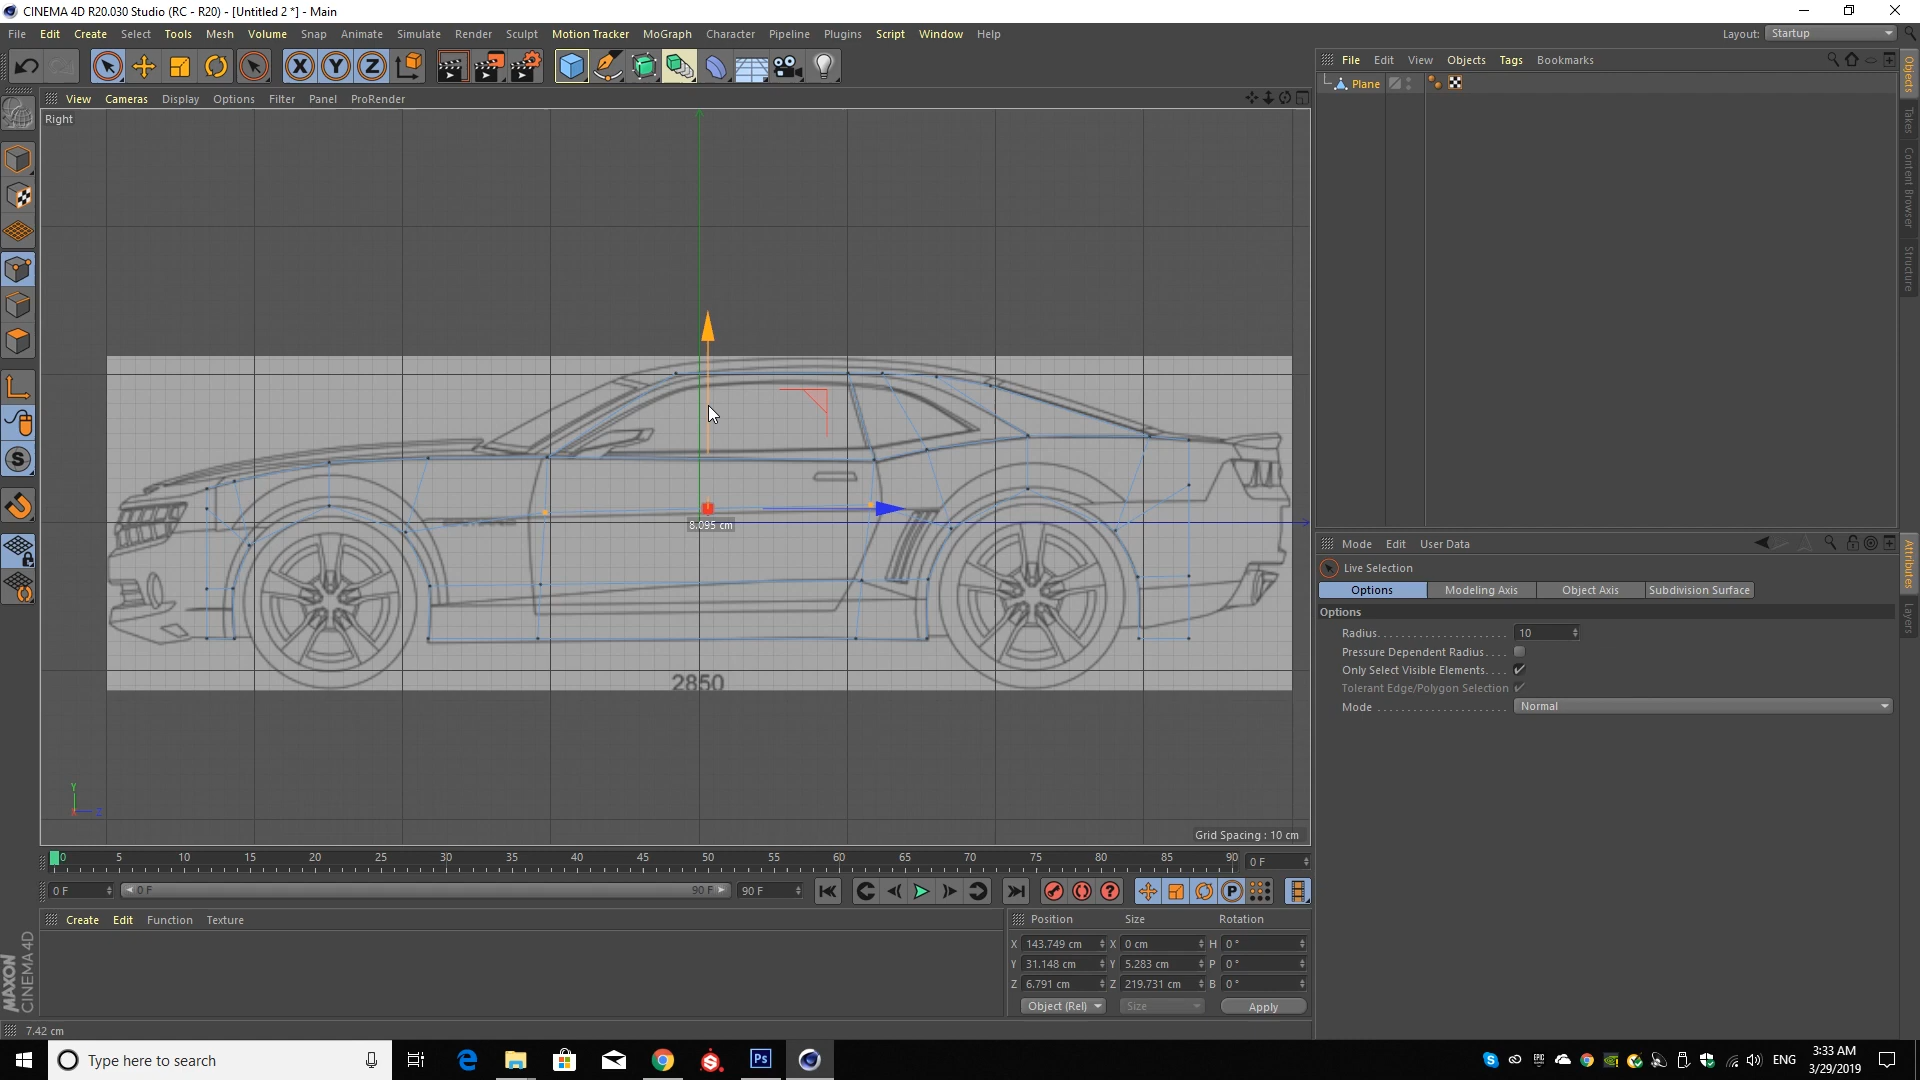 CINEMA 4D R20.030 Studio (RC - R20) - [Untitled 2 *] - Main
File Edit Create Select Tools Mesh Volume Snap Animate Simulate Render Sculpt Motion Tracker MoGraph Character Pipeline Plugins Script Window Help
Layout: Startup
X Y Z
File Edit View Objects Tags Bookmarks
Plane
View Cameras Display Options Filter Panel ProRender
Right
8.095 cm
2850
Y
Z
Grid Spacing : 10 cm
Objects
Takes
Content Browser
Structure
Mode Edit User Data
Live Selection
Options Modeling Axis Object Axis Subdivision Surface
Options
Radius 10
Pressure Dependent Radius
Only Select Visible Elements
Tolerant Edge/Polygon Selection
Mode Normal
Attributes
Layers
0 5 10 15 20 25 30 35 40 45 50 55 60 65 70 75 80 85 90 0 F
0 F 0 F 90 F 90 F
Create Edit Function Texture
Position Size Rotation
X 143.749 cm X 0 cm H 0 °
Y 31.148 cm Y 5.283 cm P 0 °
Z 6.791 cm Z 219.731 cm B 0 °
Object (Rel) Size Apply
MAXON
CINEMA 4D
7.42 cm
Type here to search
Ps
ENG
3:33 AM
3/29/2019